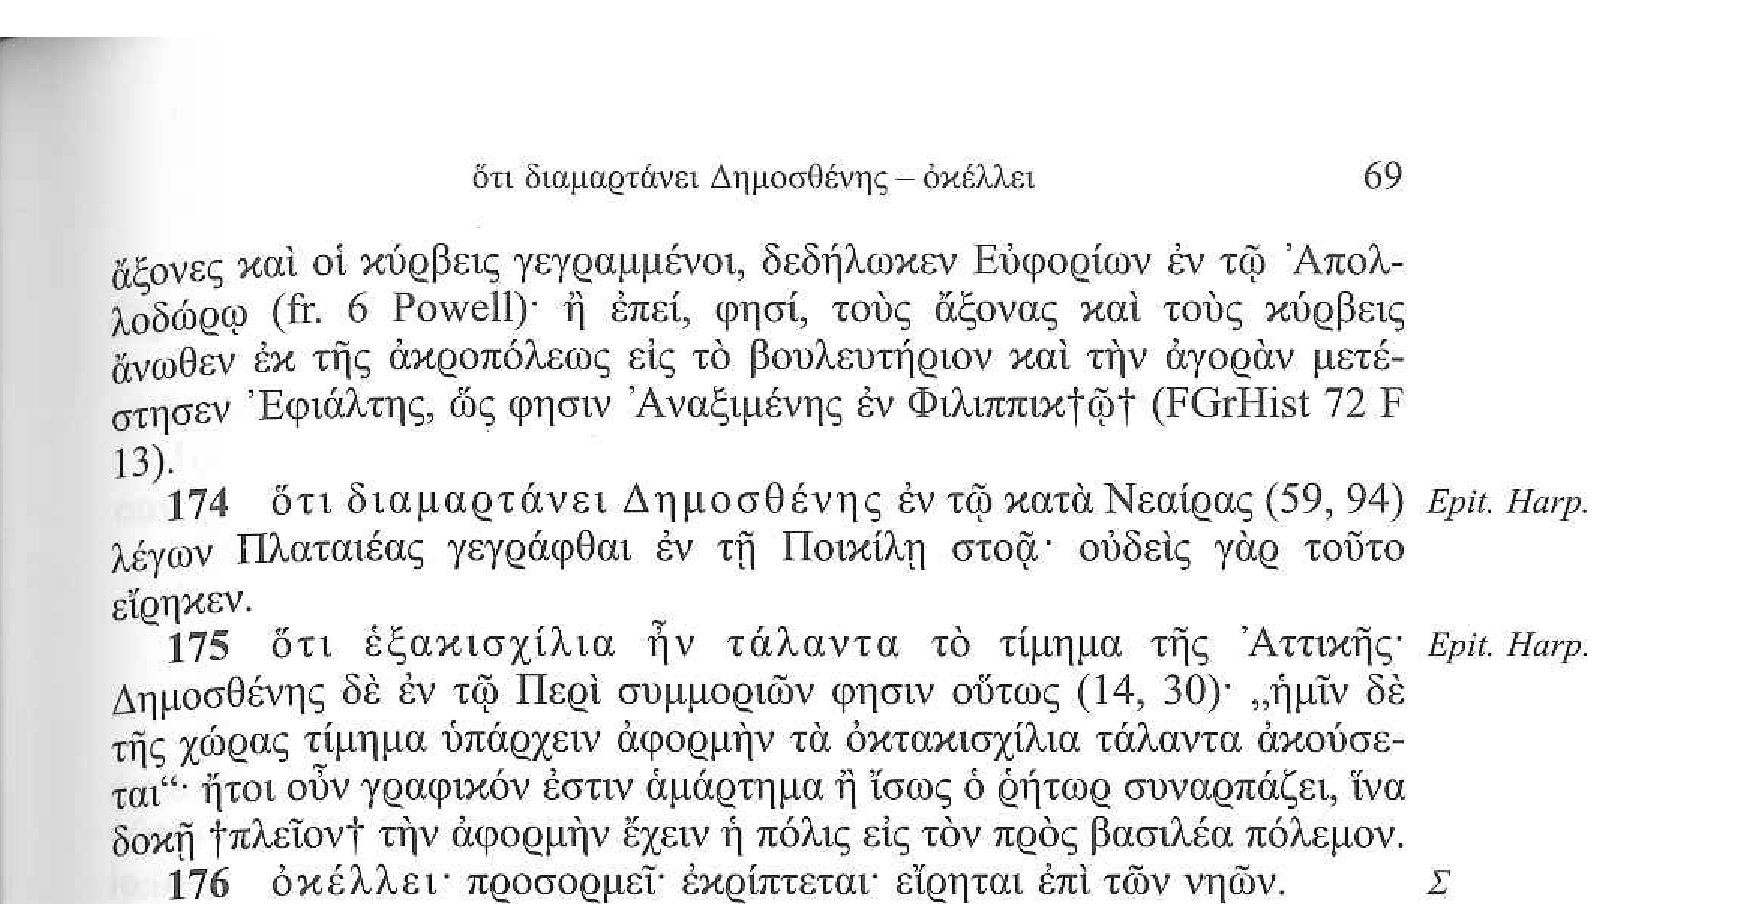 ὅτι διαμαρτάνει Δημοσθένης – ὀκέλλει 69
ἄξονες καὶ οἱ κύρβεις γεγραμμένοι, δεδήλωκεν Εὐφορίων ἐν τῷ Ἀπολ-
λοδώρῳ (fr. 6 Powell)· ἢ ἐπεί, φησί, τοὺς ἄξονας καὶ τοὺς κύρβεις
ἄνωθεν ἐκ τῆς ἀκροπόλεως εἰς τὸ βουλευτήριον καὶ τὴν ἀγορὰν μετέ-
στησεν Ἐφιάλτης, ὥς φησιν Ἀναξιμένης ἐν Φιλιππικ†ῷ† (FGrHist 72 F
13).
174 ὅτι διαμαρτάνει Δημοσθένης ἐν τῷ κατὰ Νεαίρας (59, 94) Epit. Harp.
λέγων Πλαταιέας γεγράφθαι ἐν τῇ Ποικίλῃ στοᾷ· οὐδεὶς γὰρ τοῦτο
εἴρηκεν.
175 ὅτι ἑξακισχίλια ἦν τάλαντα τὸ τίμημα τῆς Ἀττικῆς· Epit. Harp.
Δημοσθένης δὲ ἐν τῷ Περὶ συμμοριῶν φησιν οὕτως (14, 30)· „ἡμῖν δὲ
τῆς χώρας τίμημα ὑπάρχειν ἀφορμὴν τὰ ὀκτακισχίλια τάλαντα ἀκούσε-
ται“· ἤτοι οὖν γραφικόν ἐστιν ἁμάρτημα ἢ ἴσως ὁ ῥήτωρ συναρπάζει, ἵνα
δοκῇ †πλεῖον† τὴν ἀφορμὴν ἔχειν ἡ πόλις εἰς τὸν πρὸς βασιλέα πόλεμον.
176 ὀκέλλει· προσορμεῖ· ἐκρίπτεται· εἴρηται ἐπὶ τῶν νηῶν. Σ